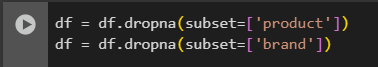 df = df.dropna(subset=['product'])
df = df.dropna(subset=['brand'])